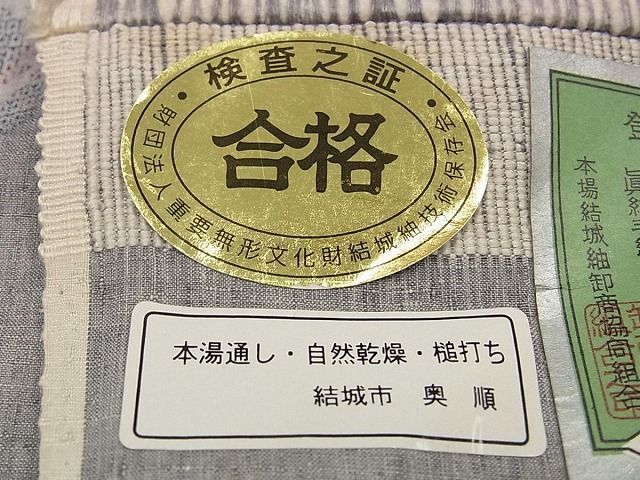 ・検査之証・
合格
財団法人重要無形文化財結城紬技術保存会
本湯通し・自然乾燥・槌打ち
結城市 奥順
本場結城紬卸商協同組合